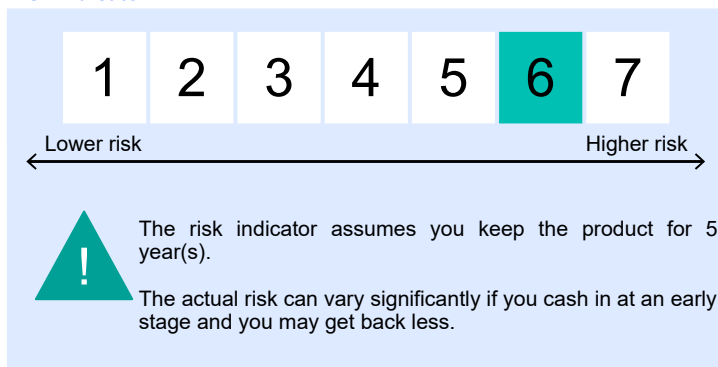 1 2 3 4 5 6 7
Lower risk Higher risk
!
The risk indicator assumes you keep the product for 5
year(s).
The actual risk can vary significantly if you cash in at an early
stage and you may get back less.